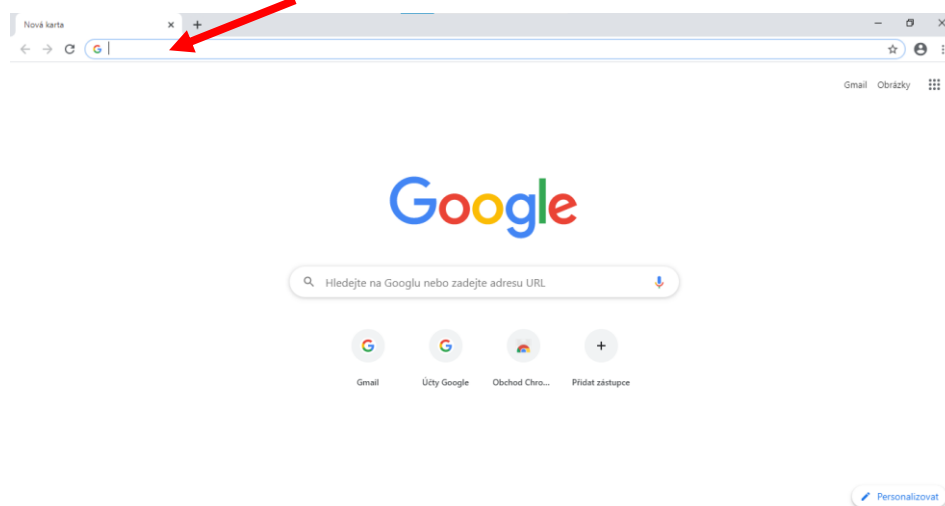 Nová karta
G
Gmail Obrázky
Google
Hledejte na Googlu nebo zadejte adresu URL
G G
Gmail Účty Google Obchod Chro... Přidat zástupce
Personalizovat